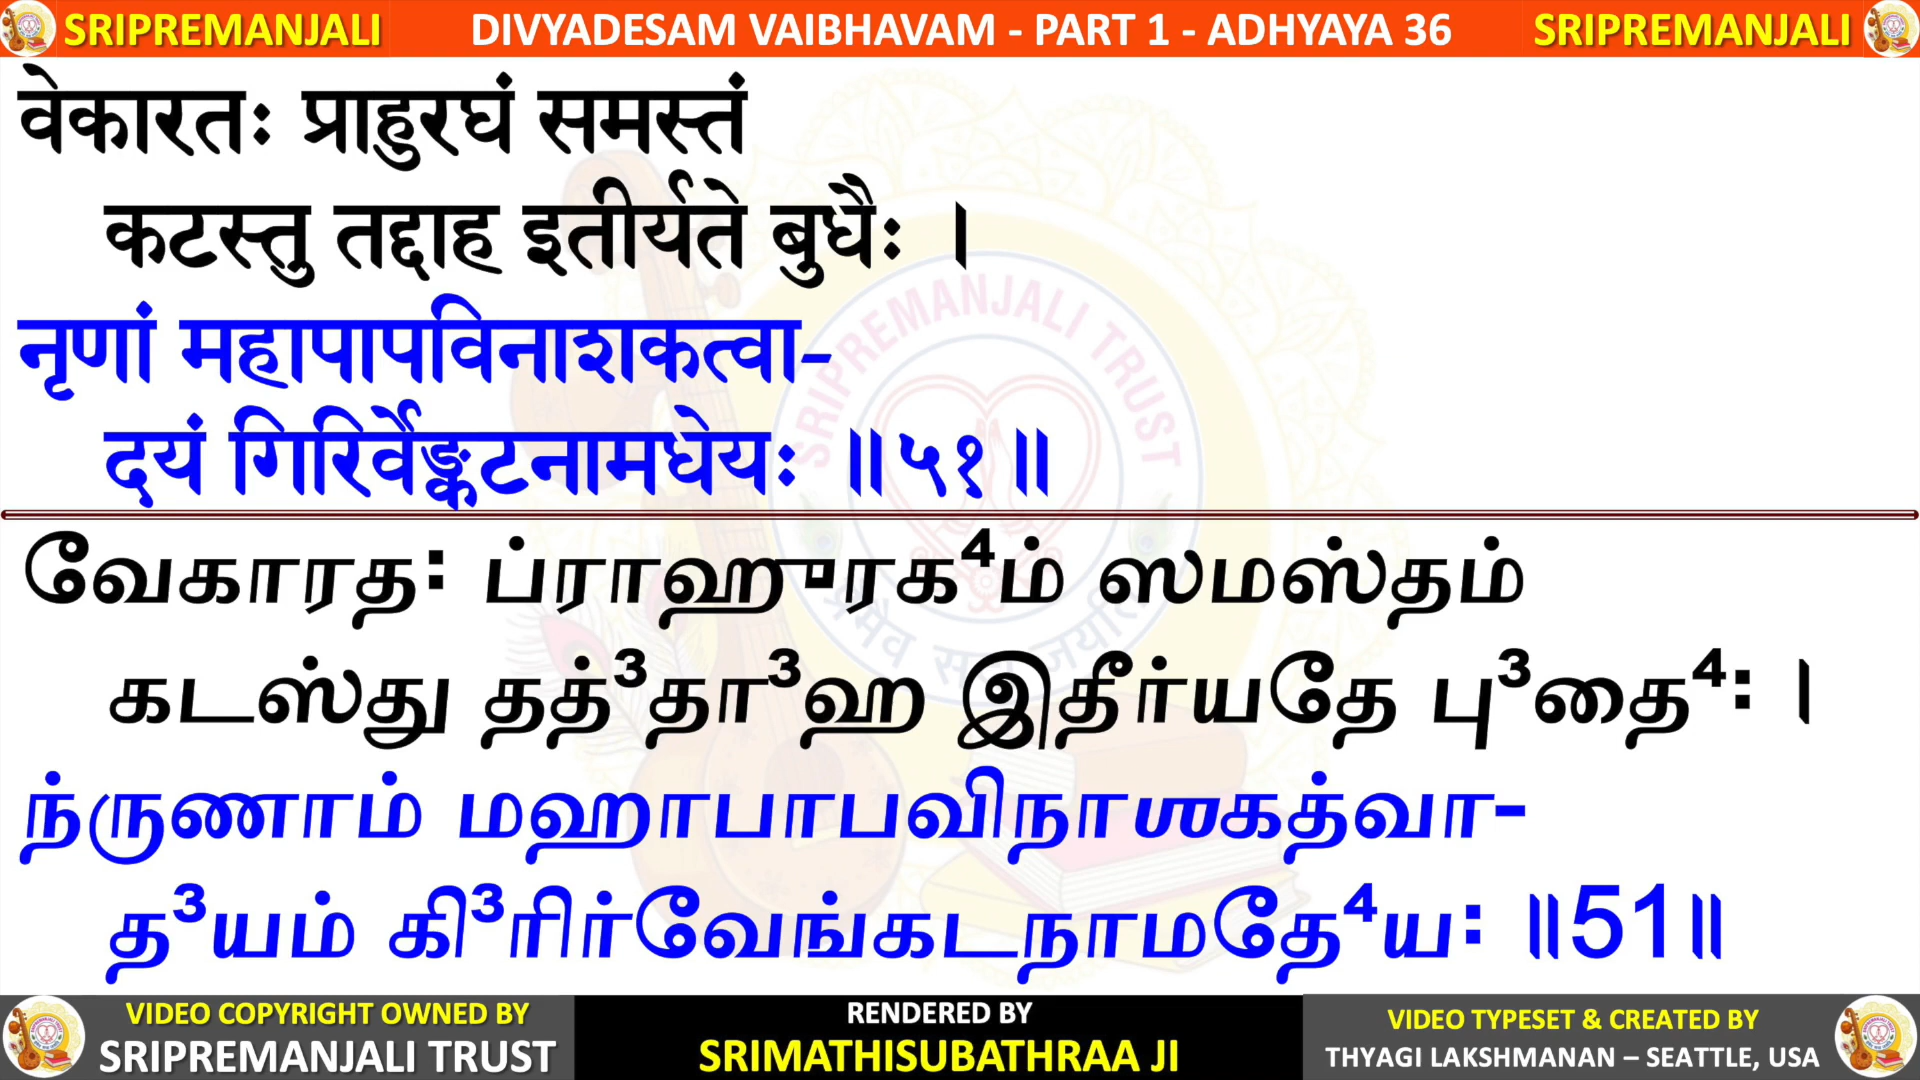 SRIPREMANJALI DIVYADESAM VAIBHAVAM - PART 1 - ADHYAYA 36 SRIPREMANJALI
वेकारतः प्राहुरघं समस्तं
कटस्तु तद्दाह इतीर्यते बुधैः ।
नृणां महापापविनाशकत्वा-
दयं गिरिर्वेङ्कटनामधेयः ॥५१॥
வேகாரத꞉ ப்ராஹுரக⁴ம் ஸமஸ்தம்
கடஸ்து தத்³தா³ஹ இதீர்யதே பு³தை⁴꞉ ।
ந்ருணாம் மஹாபாபவிநாஶகத்வா-
த³யம் கி³ரிர்வேங்கடநாமதே⁴ய꞉ ॥51॥
SRIPREMANJALI TRUST
VIDEO COPYRIGHT OWNED BY
SRIPREMANJALI TRUST
RENDERED BY
SRIMATHISUBATHRAA JI
VIDEO TYPESET & CREATED BY
THYAGI LAKSHMANAN – SEATTLE, USA